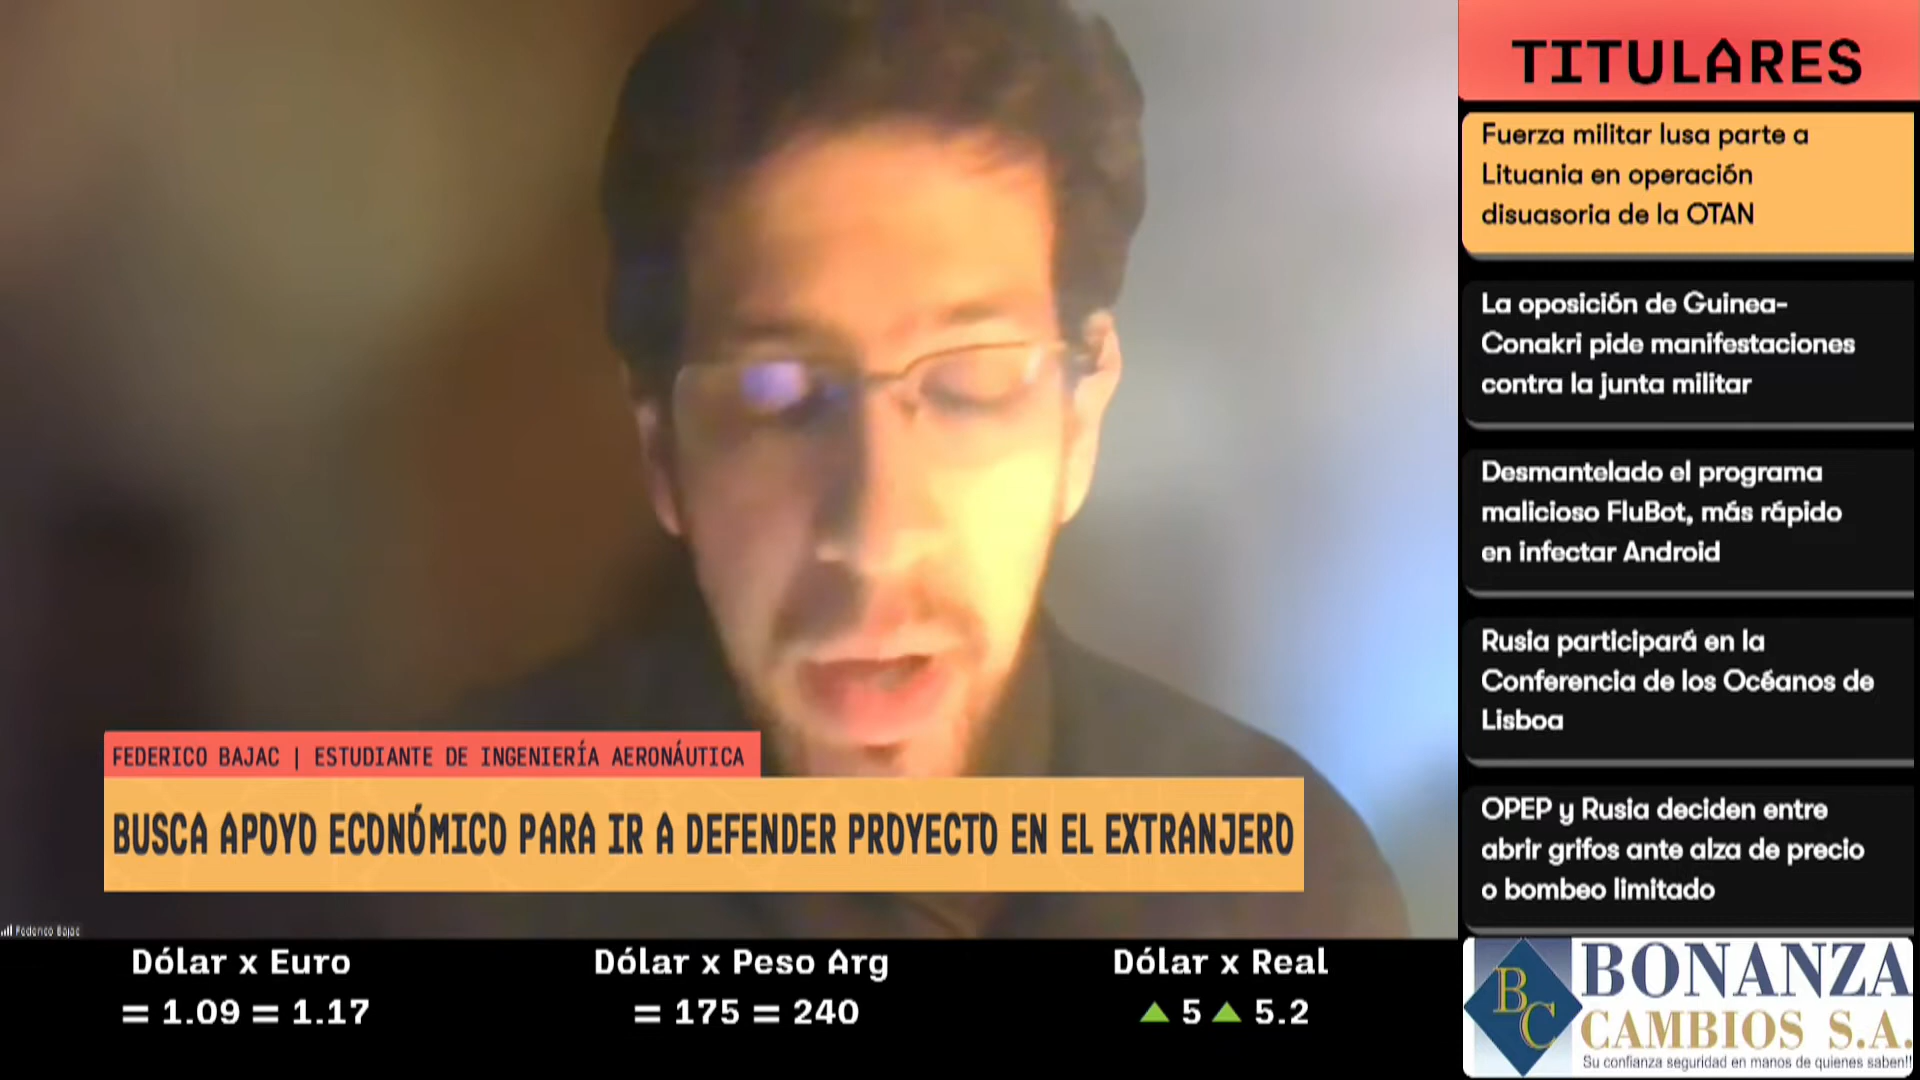 TITULARES
Fuerza militar lusa parte a
Lituania en operación
disuasoria de la OTAN
La oposición de Guinea-
Conakri pide manifestaciones
contra la junta militar
Desmantelado el programa
malicioso FluBot, más rápido
en infectar Android
Rusia participará en la
Conferencia de los Océanos de
Lisboa
OPEP y Rusia deciden entre
abrir grifos ante alza de precio
o bombeo limitado
FEDERICO BAJAC | ESTUDIANTE DE INGENIERÍA AERONÁUTICA
BUSCA APOYO ECONÓMICO PARA IR A DEFENDER PROYECTO EN EL EXTRANJERO
Federico Bajac
Dólar x Euro
= 1.09 = 1.17
Dólar x Peso Arg
= 175 = 240
Dólar x Real
▲ 5 ▲ 5.2
BC
BONANZA
CAMBIOS S.A.
Su confianza seguridad en manos de quienes saben!!